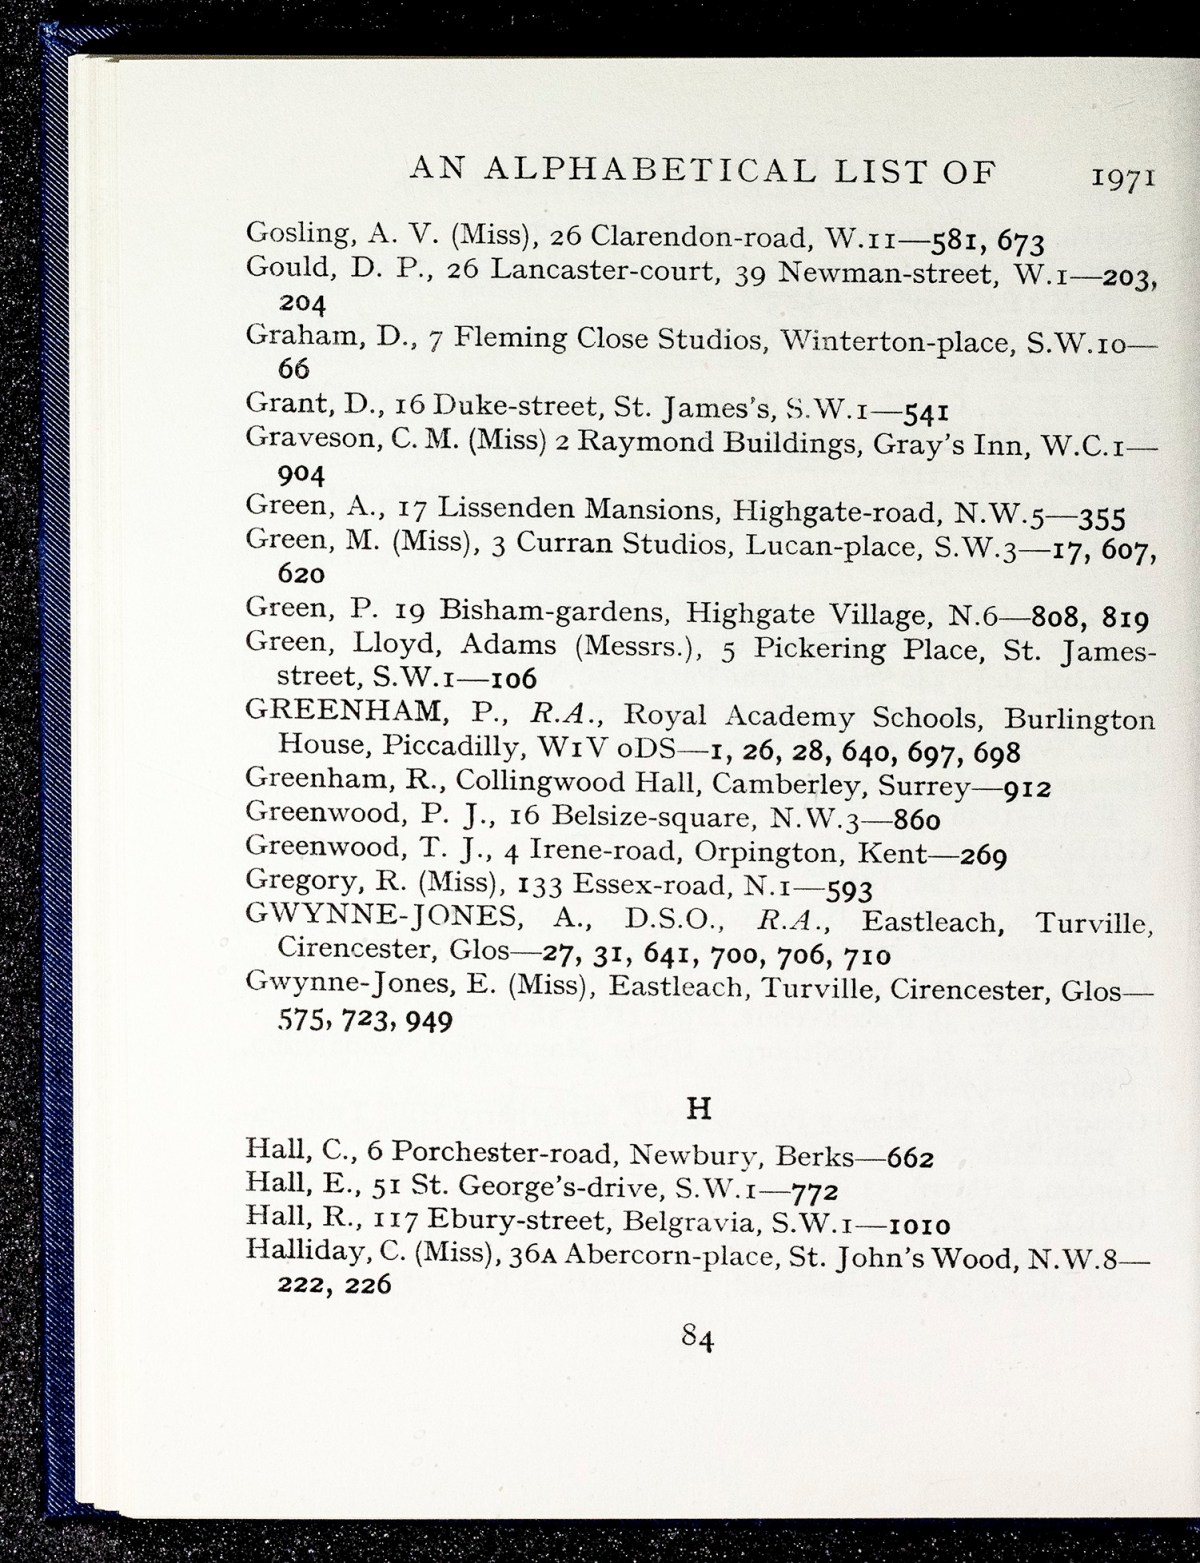 AN ALPHABETICAL LIST OF 1971
Gosling, A. V. (Miss), 26 Clarendon-road, W.11—581, 673
Gould, D. P., 26 Lancaster-court, 39 Newman-street, W.1—203,
204
Graham, D., 7 Fleming Close Studios, Winterton-place, S.W.10—
66
Grant, D., 16 Duke-street, St. James's, S.W.1—541
Graveson, C. M. (Miss) 2 Raymond Buildings, Gray's Inn, W.C.1—
904
Green, A., 17 Lissenden Mansions, Highgate-road, N.W.5—355
Green, M. (Miss), 3 Curran Studios, Lucan-place, S.W.3—17, 607,
620
Green, P. 19 Bisham-gardens, Highgate Village, N.6—808, 819
Green, Lloyd, Adams (Messrs.), 5 Pickering Place, St. James-
street, S.W.1—106
GREENHAM, P., R.A., Royal Academy Schools, Burlington
House, Piccadilly, W1V 0DS—1, 26, 28, 640, 697, 698
Greenham, R., Collingwood Hall, Camberley, Surrey—912
Greenwood, P. J., 16 Belsize-square, N.W.3—860
Greenwood, T. J., 4 Irene-road, Orpington, Kent—269
Gregory, R. (Miss), 133 Essex-road, N.1—593
GWYNNE-JONES, A., D.S.O., R.A., Eastleach, Turville,
Cirencester, Glos—27, 31, 641, 700, 706, 710
Gwynne-Jones, E. (Miss), Eastleach, Turville, Cirencester, Glos—
575, 723, 949
H
Hall, C., 6 Porchester-road, Newbury, Berks—662
Hall, E., 51 St. George's-drive, S.W.1—772
Hall, R., 117 Ebury-street, Belgravia, S.W.1—1010
Halliday, C. (Miss), 36A Abercorn-place, St. John's Wood, N.W.8—
222, 226
84